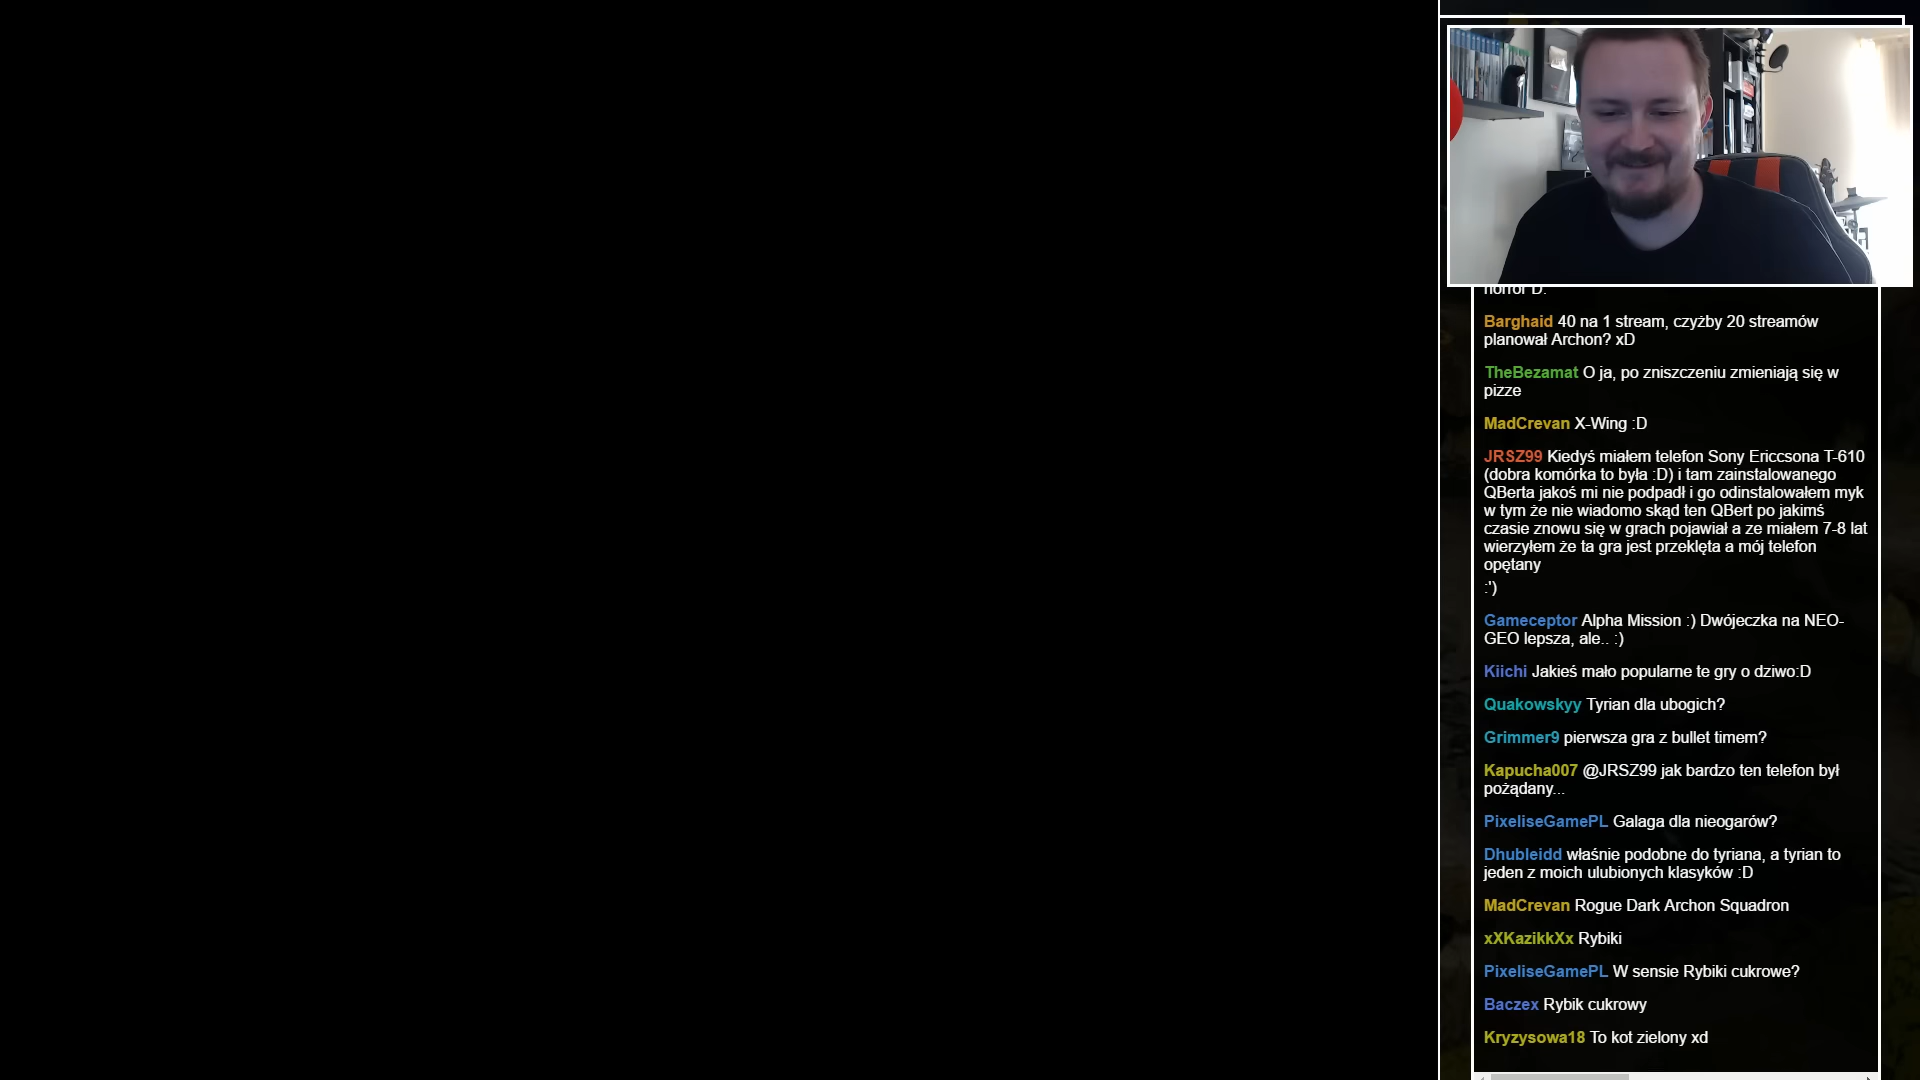 horror D:
Barghaid 40 na 1 stream, czyżby 20 streamów
planował Archon? xD
TheBezamat O ja, po zniszczeniu zmieniają się w
pizze
MadCrevan X-Wing :D
JRSZ99 Kiedyś miałem telefon Sony Ericcsona T-610
(dobra komórka to była :D) i tam zainstalowanego
QBerta jakoś mi nie podpadł i go odinstalowałem myk
w tym że nie wiadomo skąd ten QBert po jakimś
czasie znowu się w grach pojawiał a ze miałem 7-8 lat
wierzyłem że ta gra jest przeklęta a mój telefon
opętany
:')
Gameceptor Alpha Mission :) Dwójeczka na NEO-
GEO lepsza, ale.. :)
Kiichi Jakieś mało popularne te gry o dziwo:D
Quakowskyy Tyrian dla ubogich?
Grimmer9 pierwsza gra z bullet timem?
Kapucha007 @JRSZ99 jak bardzo ten telefon był
pożądany...
PixeliseGamePL Galaga dla nieogarów?
Dhubleidd właśnie podobne do tyriana, a tyrian to
jeden z moich ulubionych klasyków :D
MadCrevan Rogue Dark Archon Squadron
xXKazikkXx Rybiki
PixeliseGamePL W sensie Rybiki cukrowe?
Baczex Rybik cukrowy
Kryzysowa18 To kot zielony xd